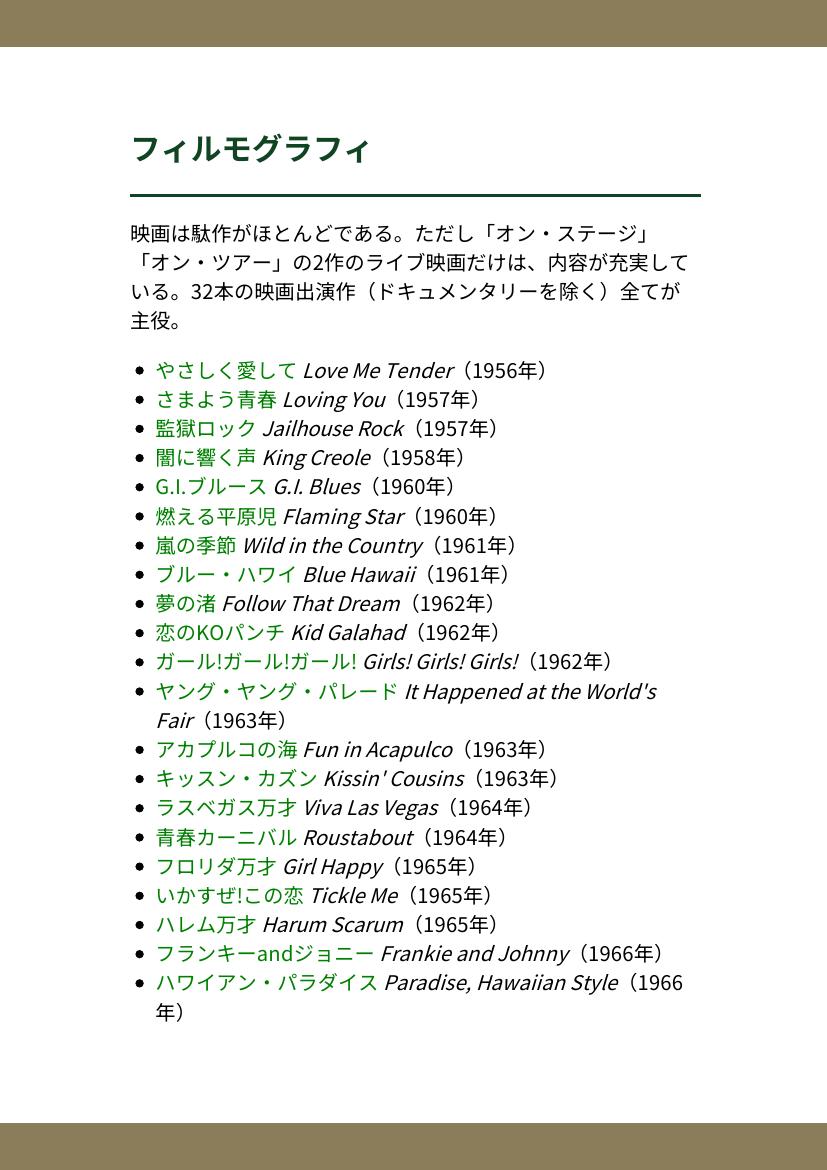 フィルモグラフィ
映画は駄作がほとんどである。ただし「オン・ステージ」
「オン・ツアー」の2作のライブ映画だけは、内容が充実して
いる。32本の映画出演作（ドキュメンタリーを除く）全てが
主役。
やさしく愛して Love Me Tender（1956年）
さまよう青春 Loving You（1957年）
監獄ロック Jailhouse Rock（1957年）
闇に響く声 King Creole（1958年）
G.I.ブルース G.I. Blues（1960年）
燃える平原児 Flaming Star（1960年）
嵐の季節 Wild in the Country（1961年）
ブルー・ハワイ Blue Hawaii（1961年）
夢の渚 Follow That Dream（1962年）
恋のKOパンチ Kid Galahad（1962年）
ガール!ガール!ガール! Girls! Girls! Girls!（1962年）
ヤング・ヤング・パレード It Happened at the World's
Fair（1963年）
アカプルコの海 Fun in Acapulco（1963年）
キッスン・カズン Kissin' Cousins（1963年）
ラスベガス万才 Viva Las Vegas（1964年）
青春カーニバル Roustabout（1964年）
フロリダ万才 Girl Happy（1965年）
いかすぜ!この恋 Tickle Me（1965年）
ハレム万才 Harum Scarum（1965年）
フランキーandジョニー Frankie and Johnny（1966年）
ハワイアン・パラダイス Paradise, Hawaiian Style（1966
年）